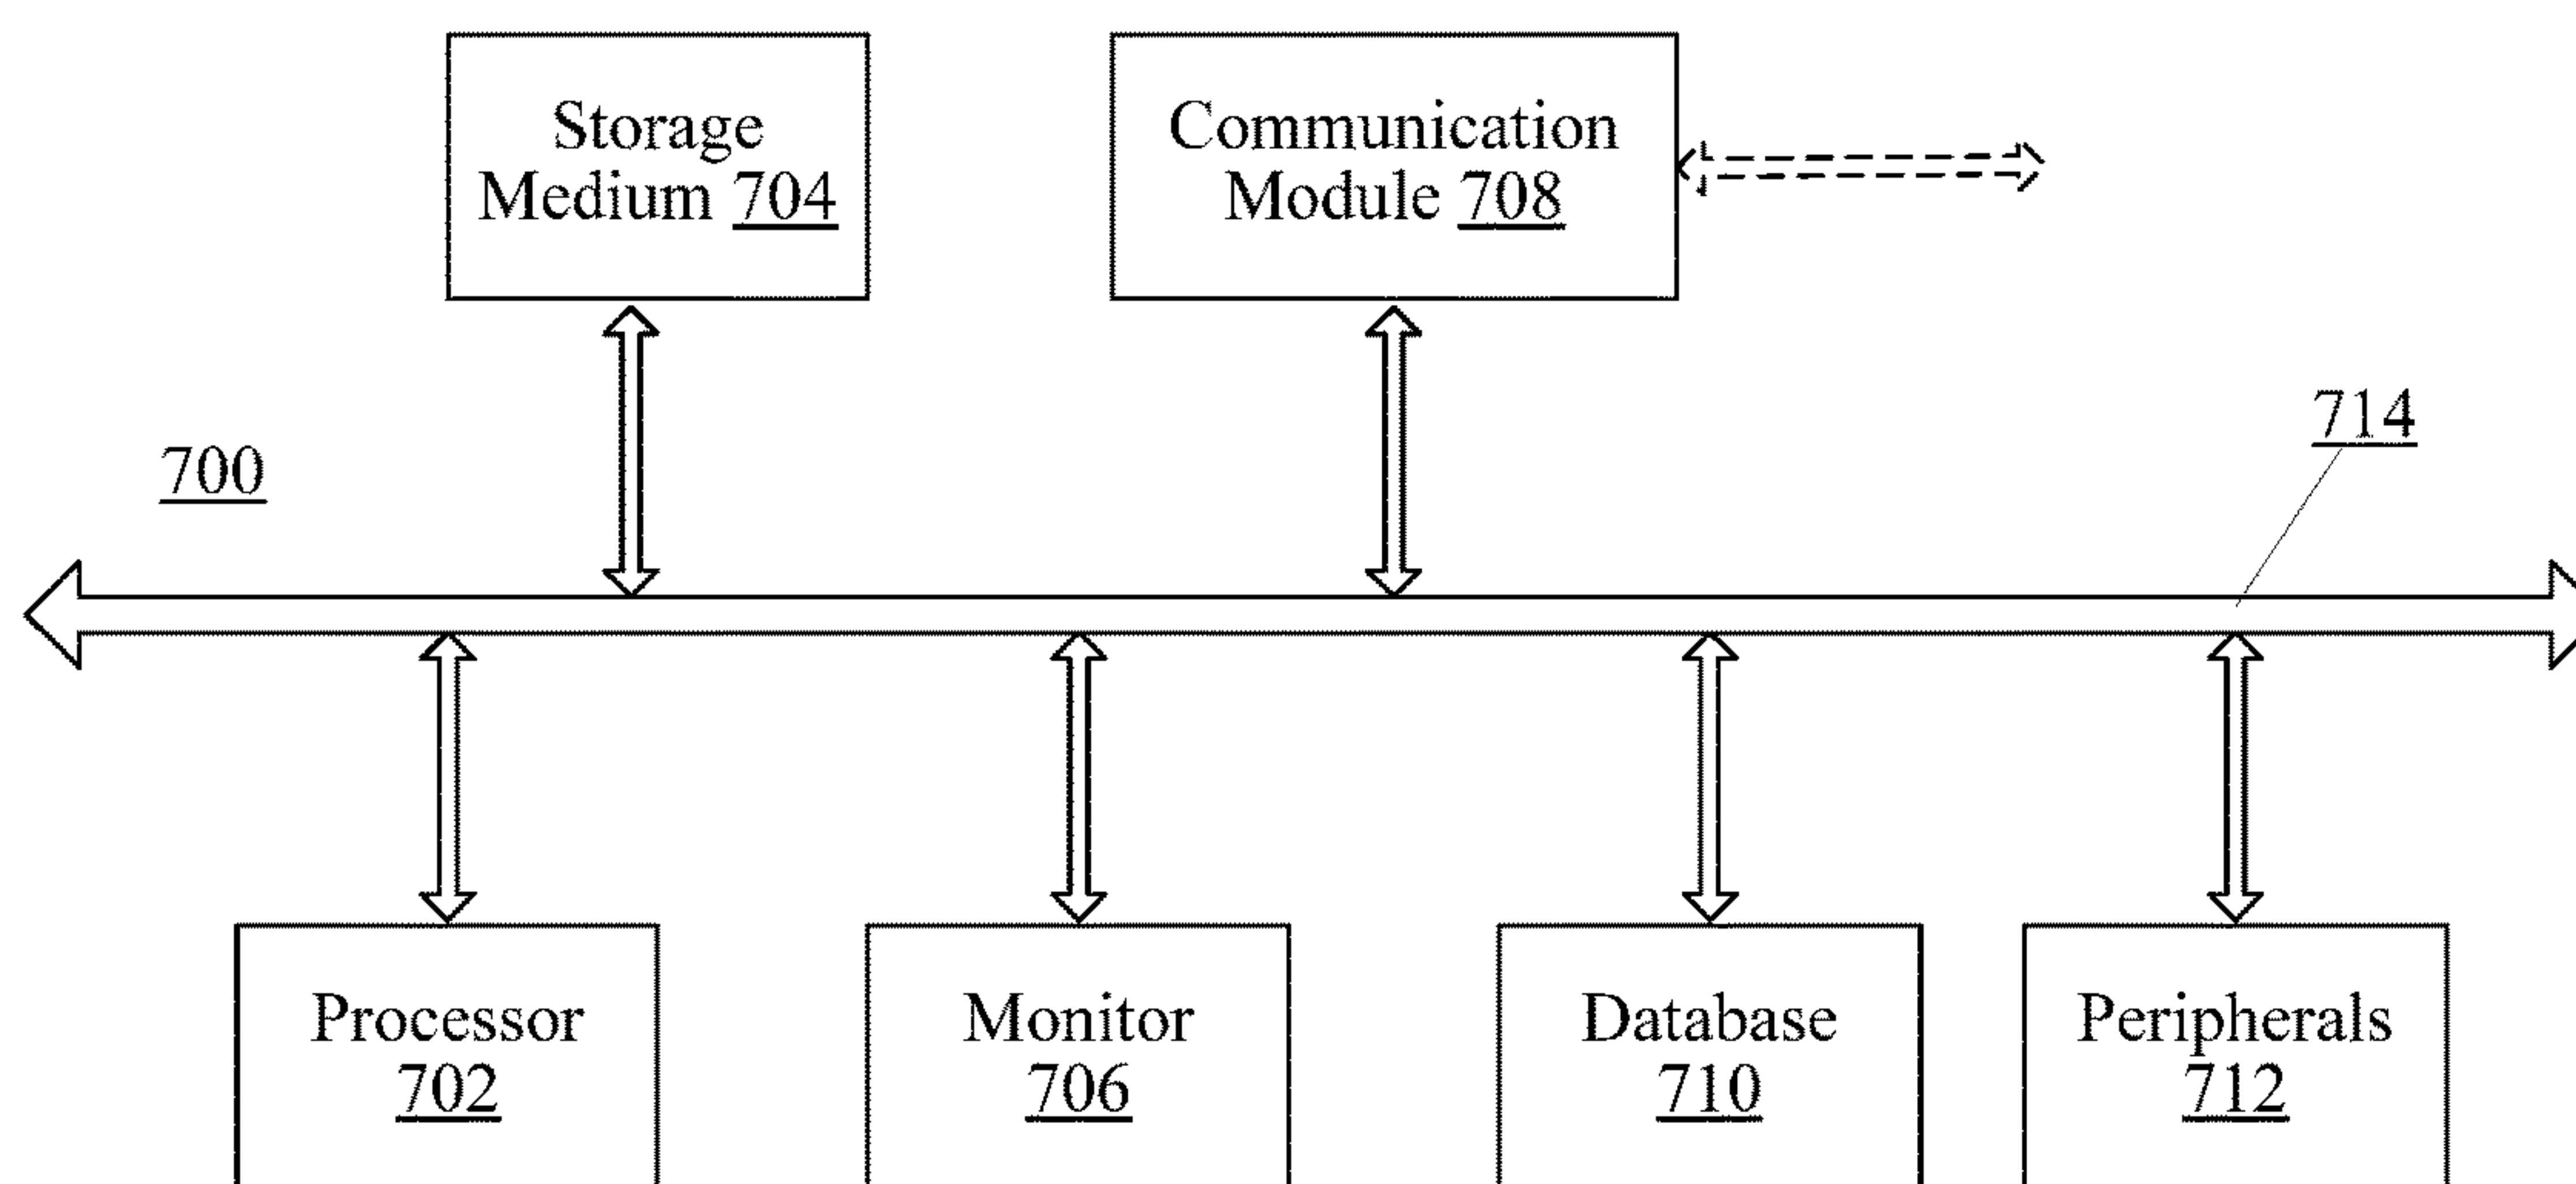 Storage
Medium 704
Communication
Module 708
714
700
Processor
702
Monitor
706
Database
710
Peripherals
712